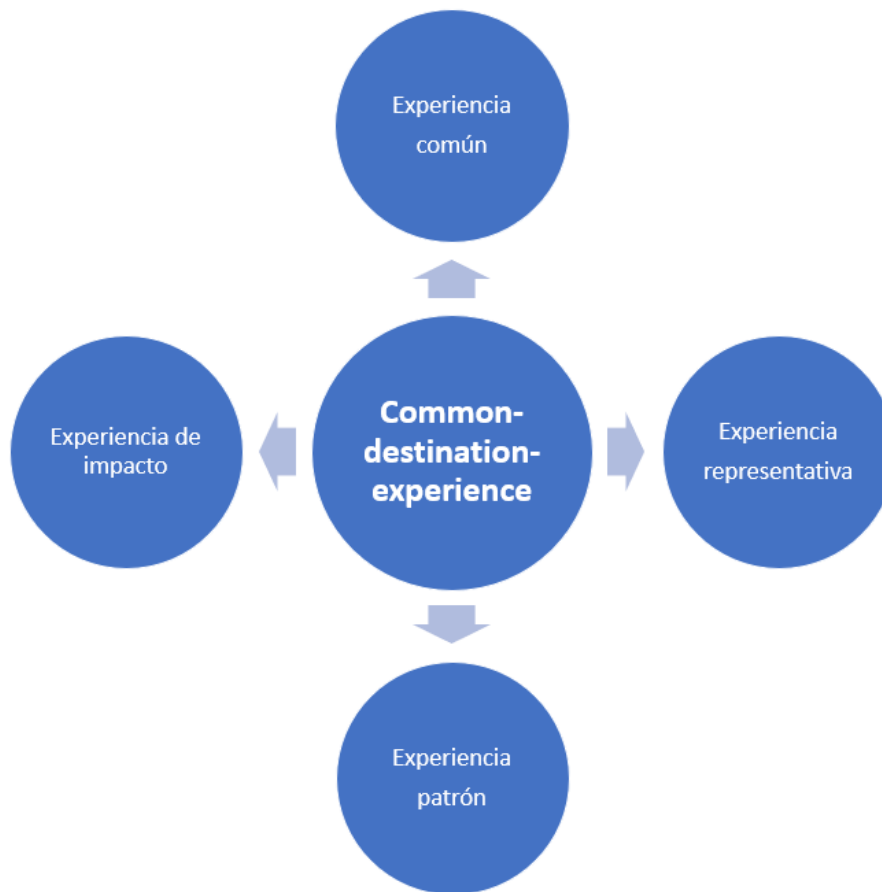 Experiencia
común
Experiencia de
impacto
Common-
destination-
experience
Experiencia
representativa
Experiencia
patrón